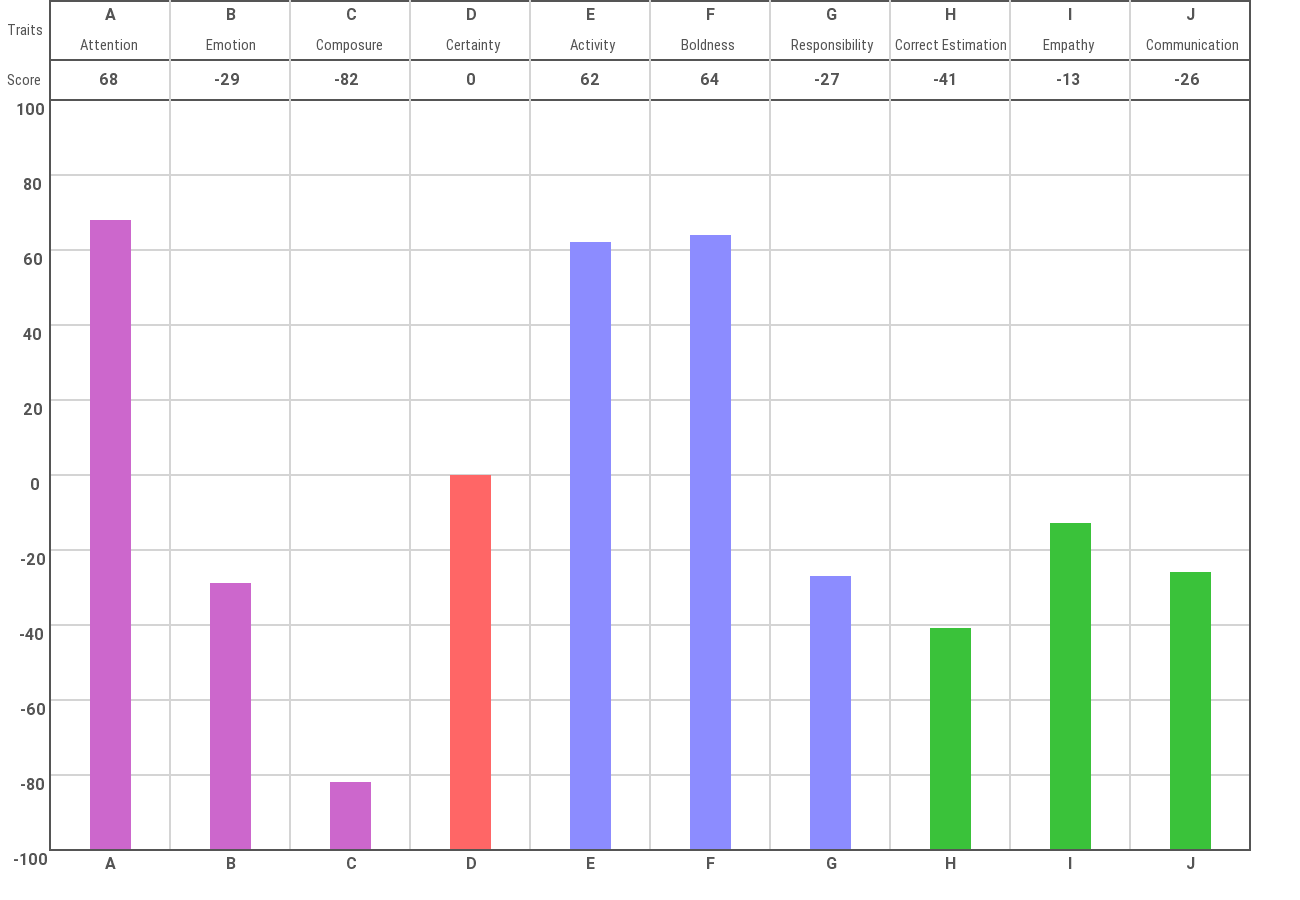 A B C D E F G H I J
Traits
Attention Emotion Composure Certainty Activity Boldness Responsibility Correct Estimation Empathy Communication
Score 68 -29 -82 0 62 64 -27 -41 -13 -26
100
80
60
40
20
0
-20
-40
-60
-80
-100
A B C D E F G H I J